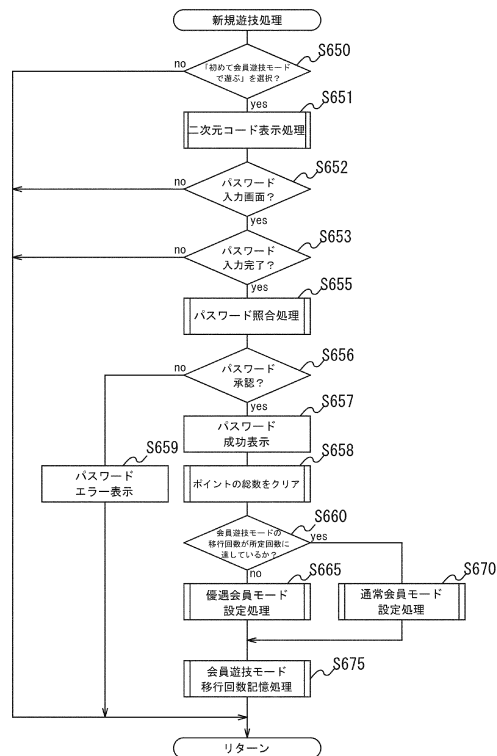 新規遊技処理
S650
no
「初めて会員遊技モード
で遊ぶ」を選択？
yes
S651
二次元コード表示処理
S652
no
パスワード
入力画面？
yes
S653
no
パスワード
入力完了？
yes
S655
パスワード照合処理
S656
no
パスワード
承認？
yes
S657
パスワード
成功表示
S659
パスワード
エラー表示
S658
ポイントの総数をクリア
S660
会員遊技モードの
移行回数が所定回数に
達しているか？
yes
no
S665
優遇会員モード
設定処理
S670
通常会員モード
設定処理
S675
会員遊技モード
移行回数記憶処理
リターン